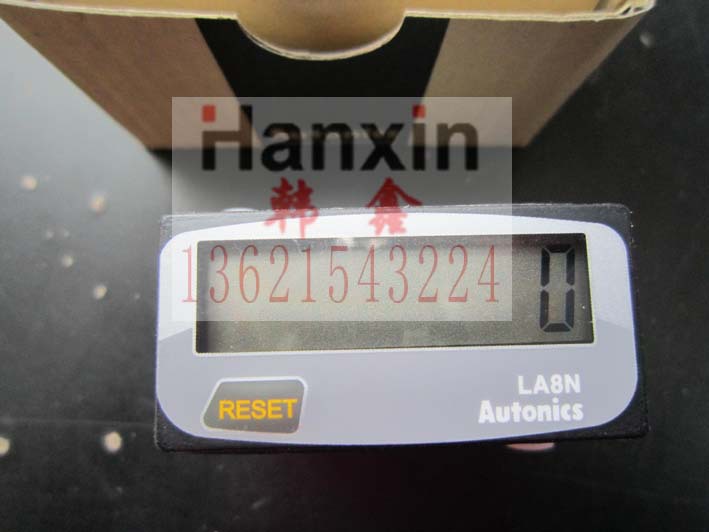 Hanxin
韩鑫
13621543224
0
LA8N
RESET
Autonics